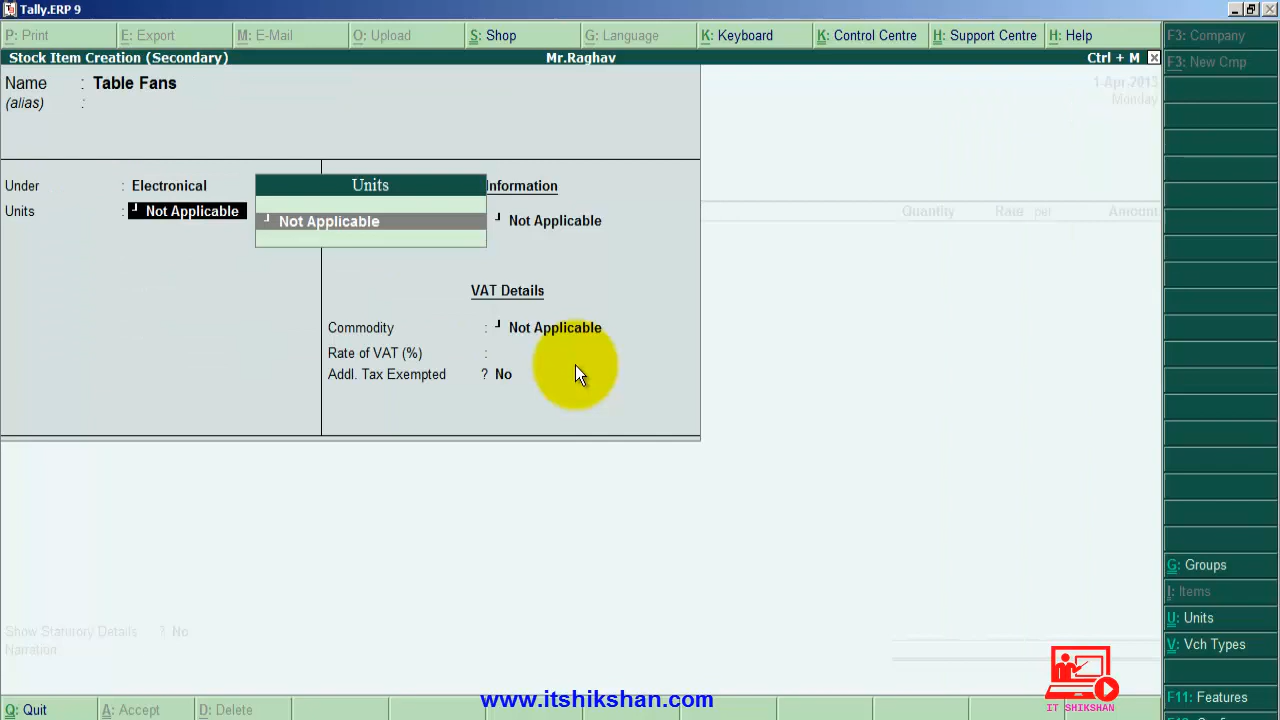 Tally.ERP 9
P: Print E: Export M: E-Mail O: Upload S: Shop G: Language K: Keyboard K: Control Centre H: Support Centre H: Help
F3: Company
Stock Item Creation (Secondary) Mr.Raghav Ctrl + M
F3: New Cmp
Name : Table Fans
(alias) :
1-Apr-2013
Monday
Under : Electronical
Units
Information
Units : Not Applicable
Not Applicable
: Not Applicable
Quantity Rate per Amount
VAT Details
Commodity : Not Applicable
Rate of VAT (%) :
Addl. Tax Exempted ? No
G: Groups
I: Items
U: Units
V: Vch Types
Show Statutory Details ? No
Narration:
IT SHIKSHAN
F11: Features
www.itshikshan.com
Q: Quit A: Accept D: Delete